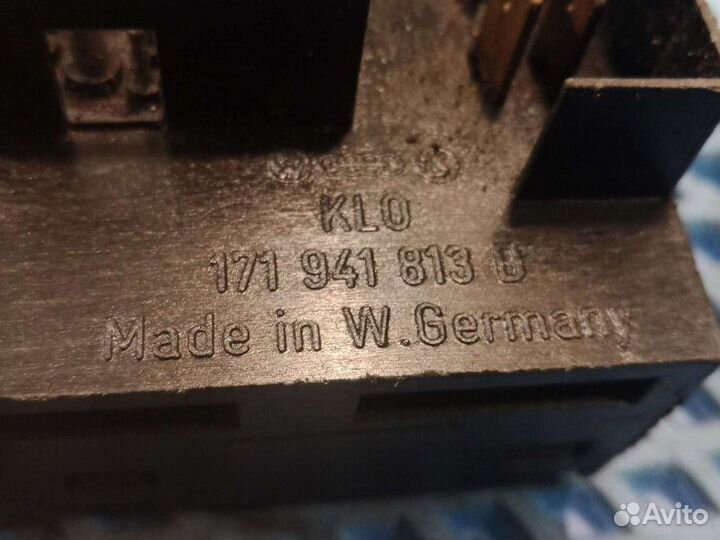 KLO
171 941 813
Made in W.Germany
Avito